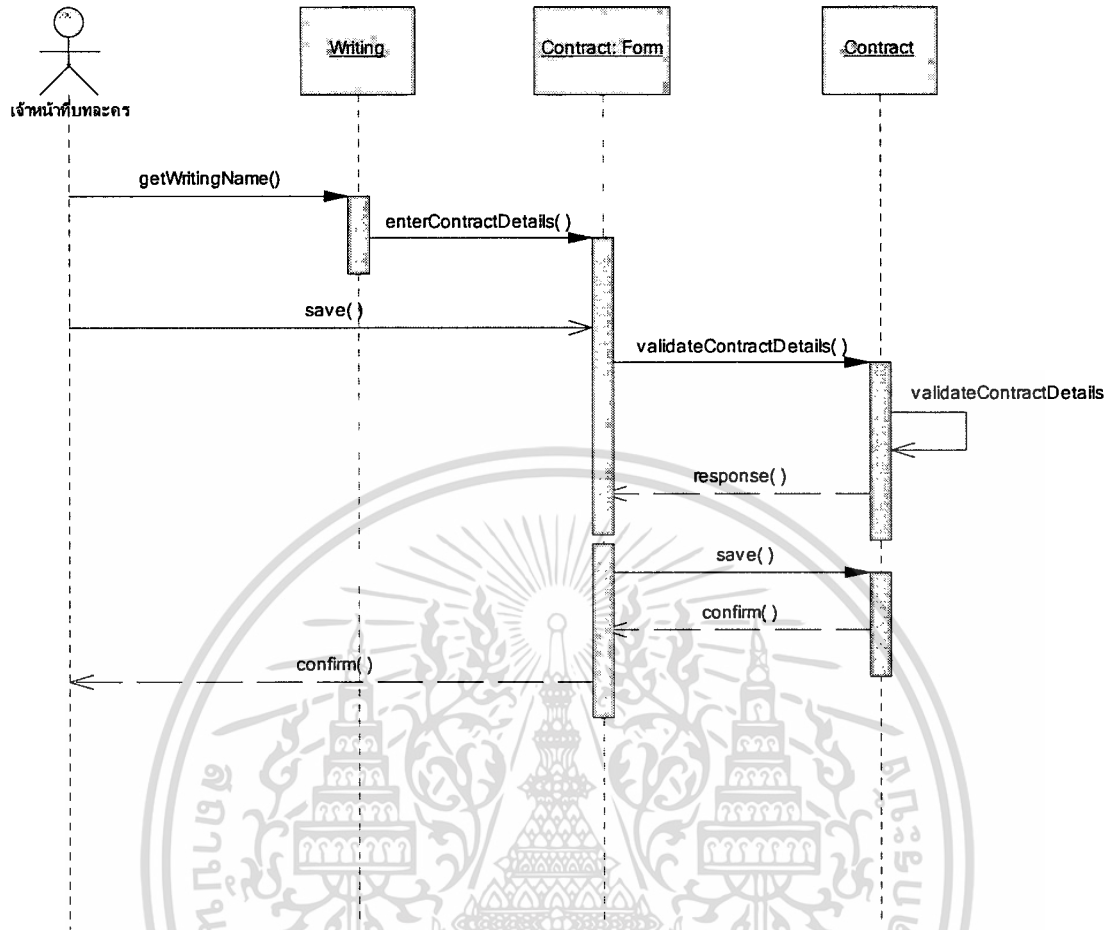 Writing
Contract: Form
Contract
เจ้าหน้าที่บทละคร
getWritingName()
enterContractDetails( )
save( )
validateContractDetails( )
validateContractDetails
response( )
save( )
confirm( )
confirm( )